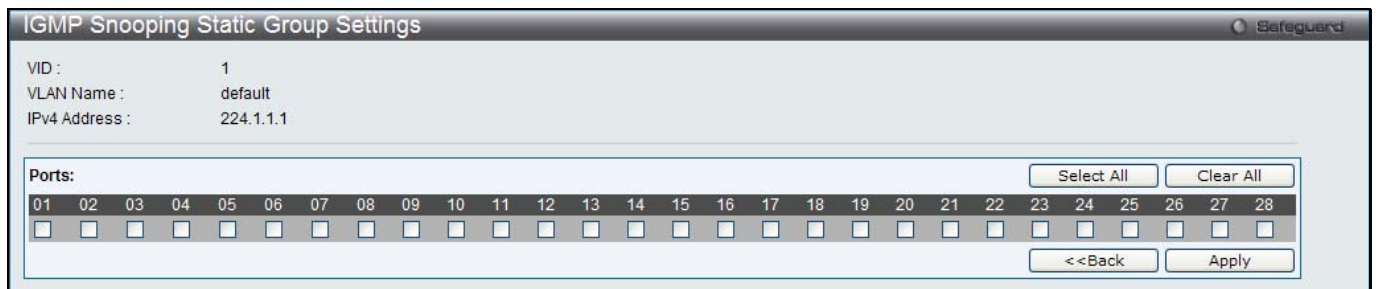 IGMP Snooping Static Group Settings Safeguard
VID : 1
VLAN Name : default
IPv4 Address : 224.1.1.1
Ports: Select All Clear All
01 02 03 04 05 06 07 08 09 10 11 12 13 14 15 16 17 18 19 20 21 22 23 24 25 26 27 28
<<Back Apply